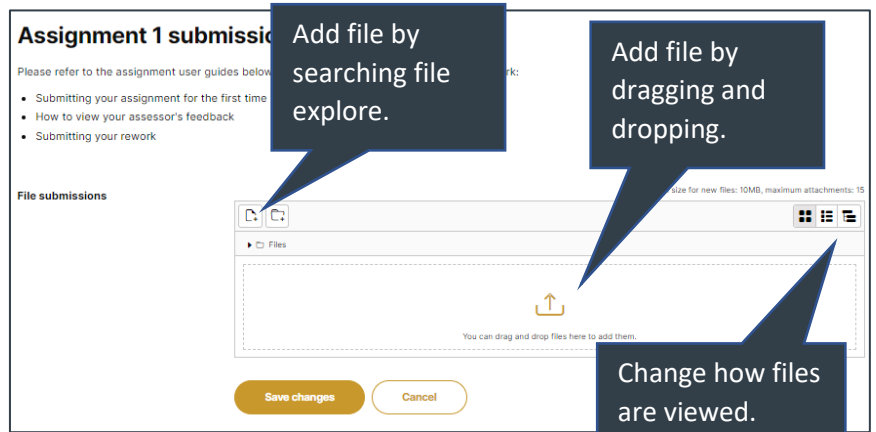 Assignment 1 submissio
Add file by
searching file
explore.
Add file by
dragging and
dropping.
Please refer to the assignment user guides below
rk:
• Submitting your assignment for the first time
• How to view your assessor's feedback
• Submitting your rework
File submissions
size for new files: 10MB, maximum attachments: 15
Files
You can drag and drop files here to add them.
Change how files
are viewed.
Save changes
Cancel